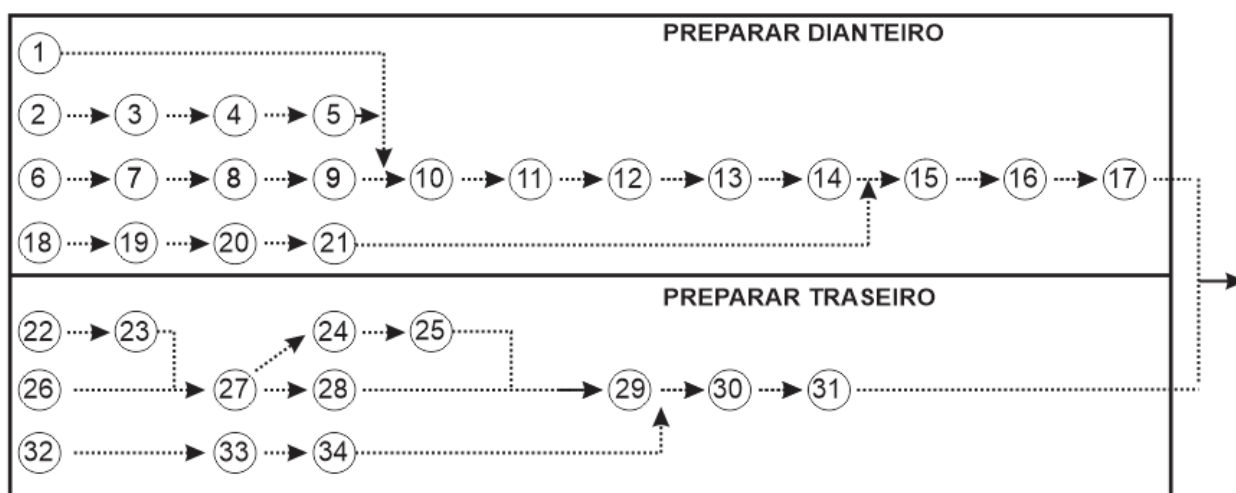 PREPARAR DIANTEIRO
1
2 3 4 5
6 7 8 9 10 11 12 13 14 15 16 17
18 19 20 21
PREPARAR TRASEIRO
22 23 24 25
26 27 28 29 30 31
32 33 34